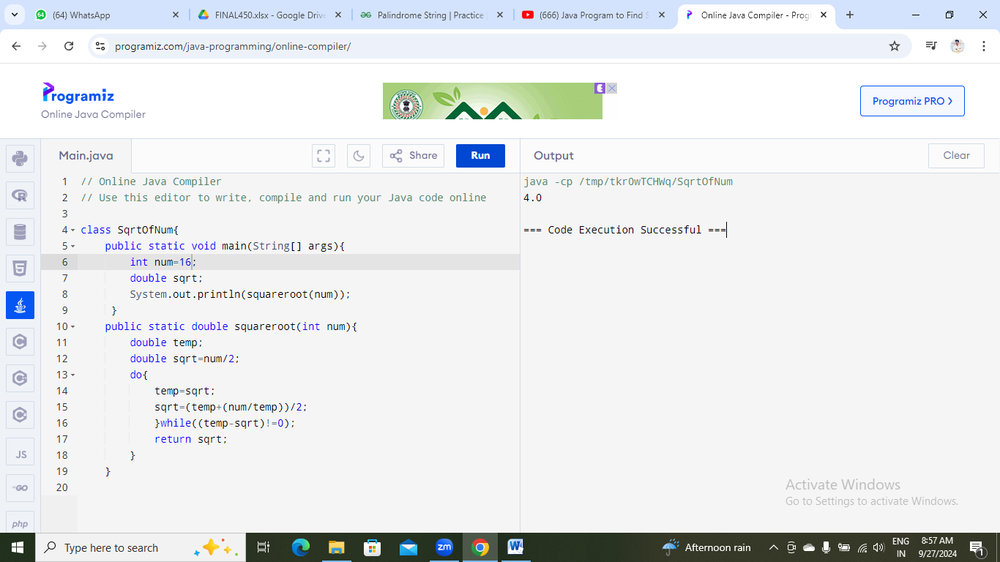 (64) WhatsApp
FINAL450.xlsx - Google Drive
Palindrome String | Practice
(666) Java Program to Find S
Online Java Compiler - Prog
programiz.com/java-programming/online-compiler/
Programiz
Online Java Compiler
Programiz PRO >
Main.java
Share
Run
Output
Clear
1 // Online Java Compiler
2 // Use this editor to write, compile and run your Java code online
3
4 class SqrtOfNum{
5 public static void main(String[] args){
6 int num=16;
7 double sqrt;
8 System.out.println(squareroot(num));
9 }
10 public static double squareroot(int num){
11 double temp;
12 double sqrt=num/2;
13 do{
14 temp=sqrt;
15 sqrt=(temp+(num/temp))/2;
16 }while((temp-sqrt)!=0);
17 return sqrt;
18 }
19 }
20
java -cp /tmp/tkr0wTCHWq/SqrtOfNum
4.0
=== Code Execution Successful ===
JS
GO
php
Activate Windows
Go to Settings to activate Windows.
Type here to search
zm
Afternoon rain
ENG
IN
8:57 AM
9/27/2024
1